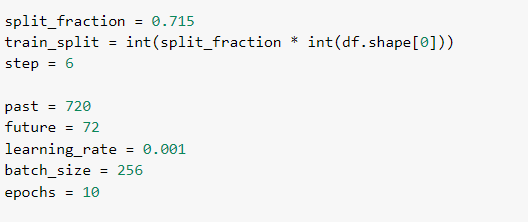 split_fraction = 0.715
train_split = int(split_fraction * int(df.shape[0]))
step = 6
past = 720
future = 72
learning_rate = 0.001
batch_size = 256
epochs = 10